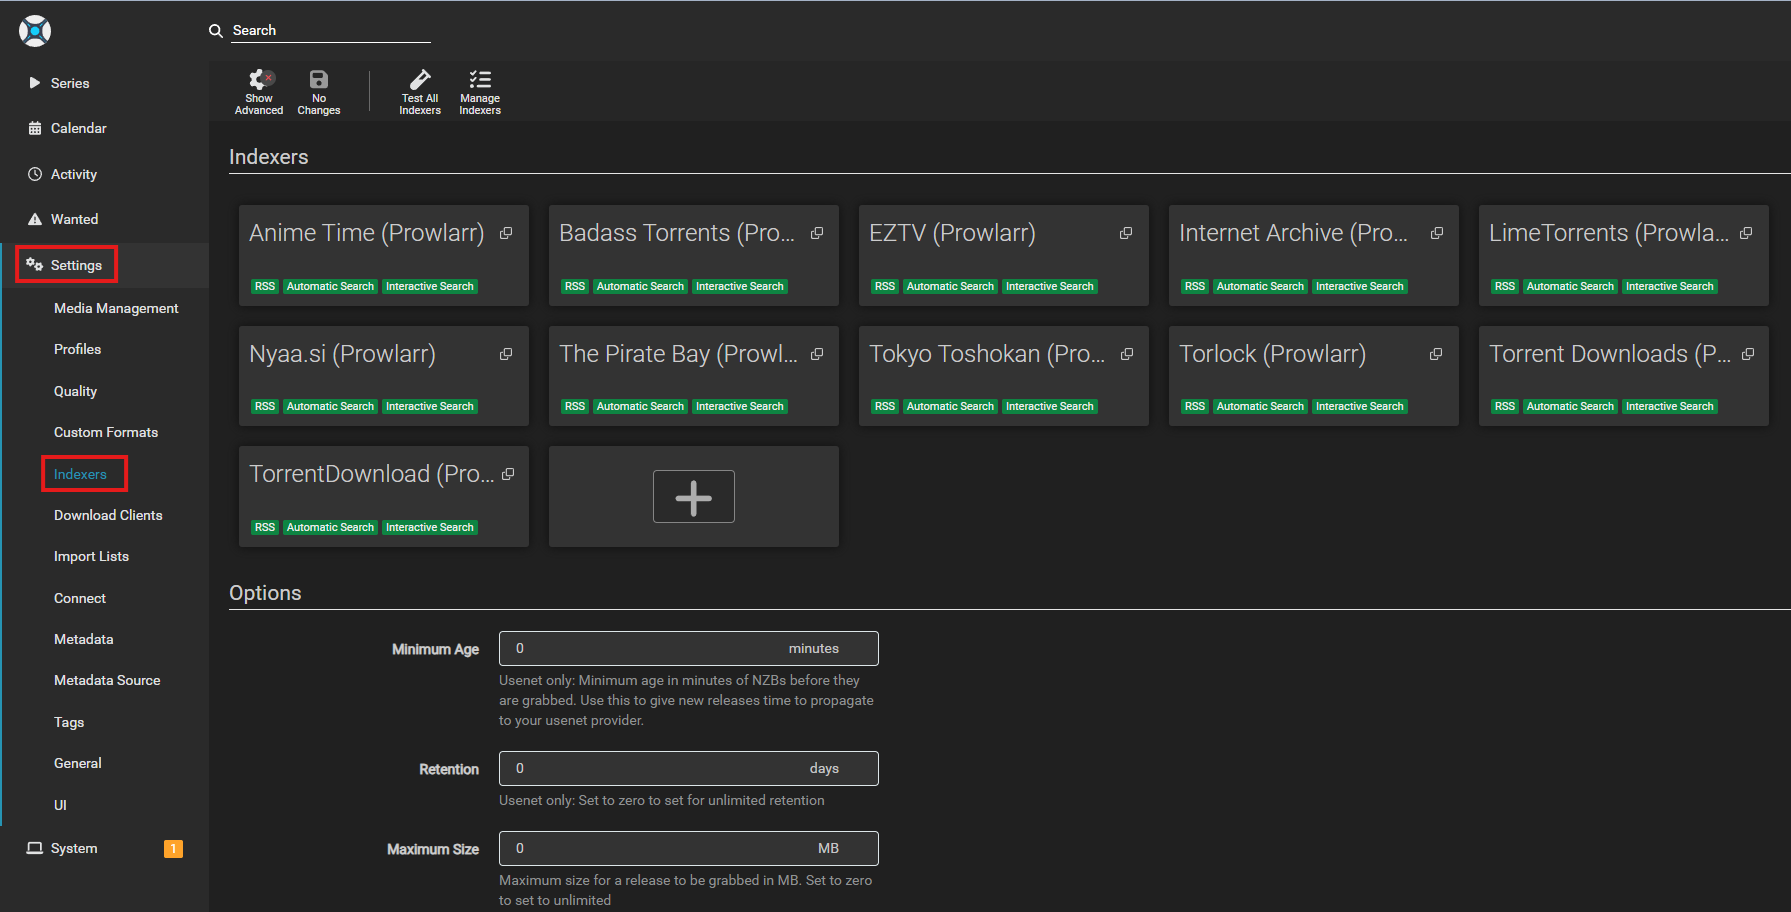 Search
Series
Calendar
Activity
Wanted
Settings
Media Management
Profiles
Quality
Custom Formats
Indexers
Download Clients
Import Lists
Connect
Metadata
Metadata Source
Tags
General
UI
System 1
Show
Advanced
No
Changes
Test All
Indexers
Manage
Indexers
Indexers
Anime Time (Prowlarr)
RSS Automatic Search Interactive Search
Badass Torrents (Pro...
RSS Automatic Search Interactive Search
EZTV (Prowlarr)
RSS Automatic Search Interactive Search
Internet Archive (Pro...
RSS Automatic Search Interactive Search
LimeTorrents (Prowla...
RSS Automatic Search Interactive Search
Nyaa.si (Prowlarr)
RSS Automatic Search Interactive Search
The Pirate Bay (Prowl...
RSS Automatic Search Interactive Search
Tokyo Toshokan (Pro...
RSS Automatic Search Interactive Search
Torlock (Prowlarr)
RSS Automatic Search Interactive Search
Torrent Downloads (P...
RSS Automatic Search Interactive Search
TorrentDownload (Pro...
RSS Automatic Search Interactive Search
Options
Minimum Age 0 minutes
Usenet only: Minimum age in minutes of NZBs before they
are grabbed. Use this to give new releases time to propagate
to your usenet provider.
Retention 0 days
Usenet only: Set to zero to set for unlimited retention
Maximum Size 0 MB
Maximum size for a release to be grabbed in MB. Set to zero
to set to unlimited